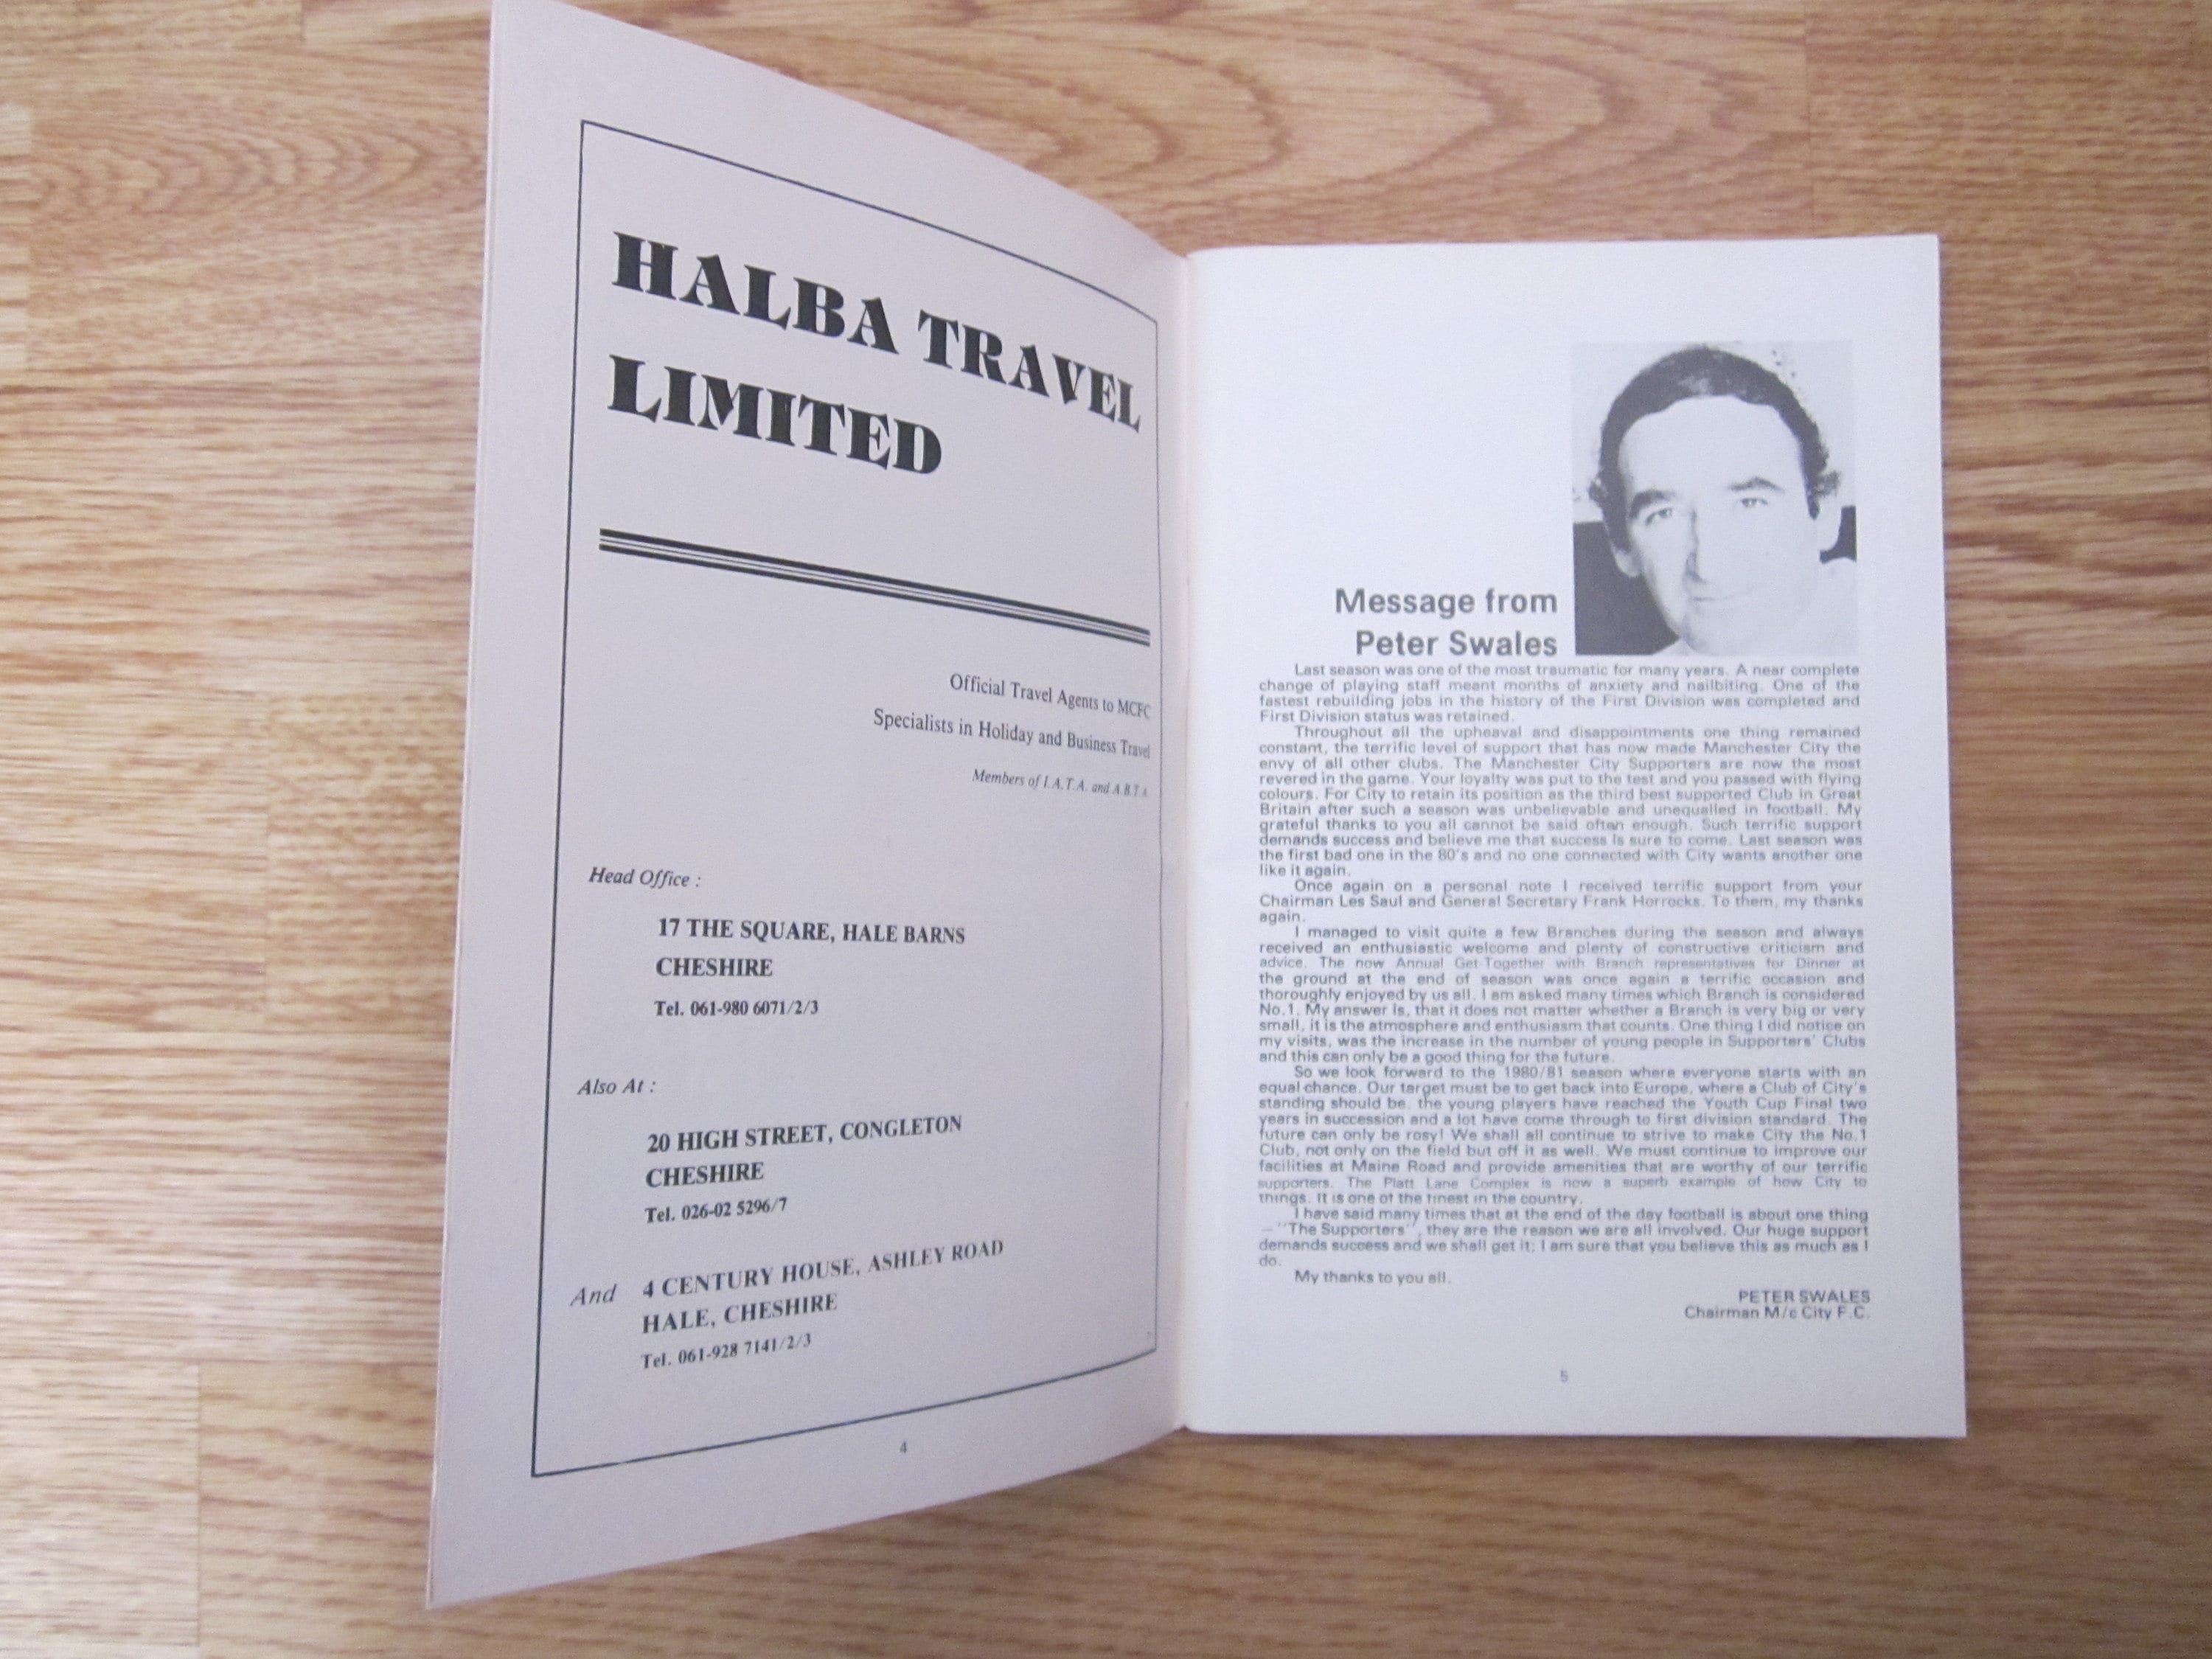 HALBA TRAVEL
LIMITED
Official Travel Agents to MCFC
Specialists in Holiday and Business Travel
Members of I.A.T.A. and A.B.T.A.
Head Office :
17 THE SQUARE, HALE BARNS
CHESHIRE
Tel. 061-980 6071/2/3
Also At :
20 HIGH STREET, CONGLETON
CHESHIRE
Tel. 026-02 5296/7
And 4 CENTURY HOUSE, ASHLEY ROAD
HALE, CHESHIRE
Tel. 061-928 7141/2/3
4
Message from
Peter Swales
Last season was one of the most traumatic for many years. A near complete
change of playing staff meant months of anxiety and nailbiting. One of the
fastest rebuilding jobs in the history of the First Division was completed and
First Division status was retained.
Throughout all the upheaval and disappointments one thing remained
constant, the terrific level of support that has now made Manchester City the
envy of all other clubs. The Manchester City Supporters are now the most
revered in the game. Your loyalty was put to the test and you passed with flying
colours. For City to retain its position as the third best supported Club in Great
Britain after such a season was unbelievable and unequalled in football. My
grateful thanks to you all cannot be said often enough. Such terrific support
demands success and believe me that success is sure to come. Last season was
the first bad one in the 80's and no one connected with City wants another one
like it again.
Once again on a personal note I received terrific support from your
Chairman Les Saul and General Secretary Frank Horrocks. To them, my thanks
again.
I managed to visit quite a few Branches during the season and always
received an enthusiastic welcome and plenty of constructive criticism and
advice. The now Annual Get-Together with Branch representatives for Dinner at
the ground at the end of season was once again a terrific occasion and
thoroughly enjoyed by us all. I am asked many times which Branch is considered
No.1. My answer is, that it does not matter whether a Branch is very big or very
small, it is the atmosphere and enthusiasm that counts. One thing I did notice on
my visits, was the increase in the number of young people in Supporters' Clubs
and this can only be a good thing for the future.
So we look forward to the 1980/81 season where everyone starts with an
equal chance. Our target must be to get back into Europe, where a Club of City's
standing should be. the young players have reached the Youth Cup Final two
years in succession and a lot have come through to first division standard. The
future can only be rosy! We shall all continue to strive to make City the No.1
Club, not only on the field but off it as well. We must continue to improve our
facilities at Maine Road and provide amenities that are worthy of our terrific
supporters. The Platt Lane Complex is now a superb example of how City to
things. It is one of the finest in the country.
I have said many times that at the end of the day football is about one thing
— "The Supporters", they are the reason we are all involved. Our huge support
demands success and we shall get it; I am sure that you believe this as much as I
do.
My thanks to you all.
PETER SWALES
Chairman M/c City F.C.
5